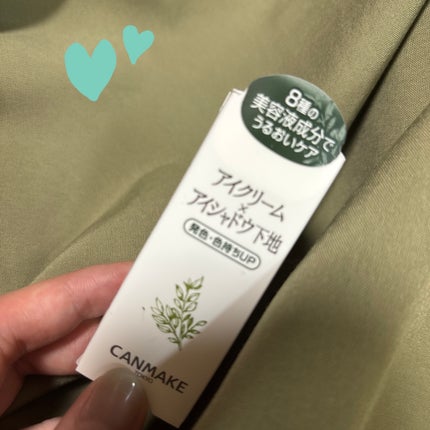 8種の
美容液成分で
うるおいケア
アイクリーム
×
アイシャドウ下地
発色・色持ちUP
CANMAKE
TOKYO